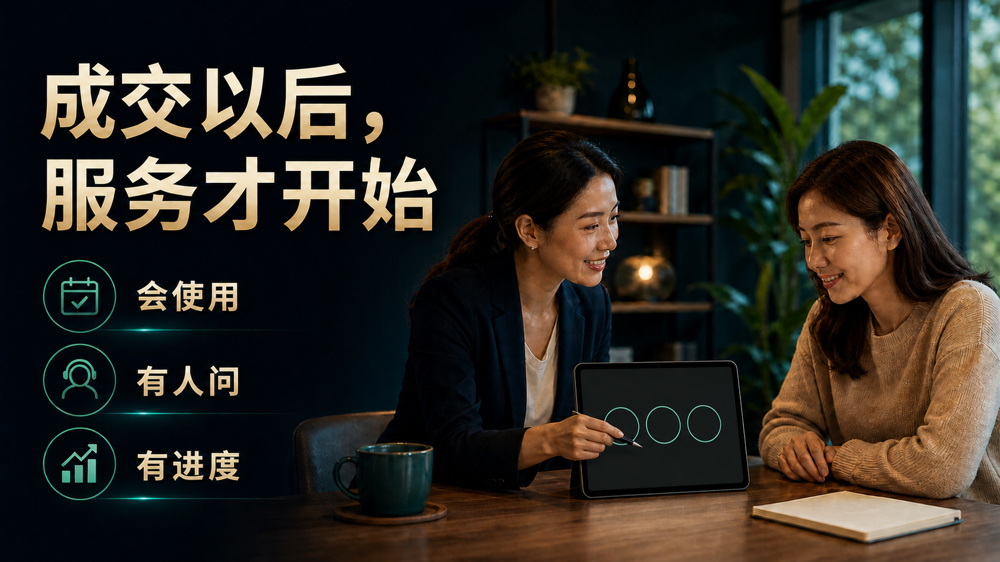 成交以后，
服务才开始
会使用
有人问
有进度